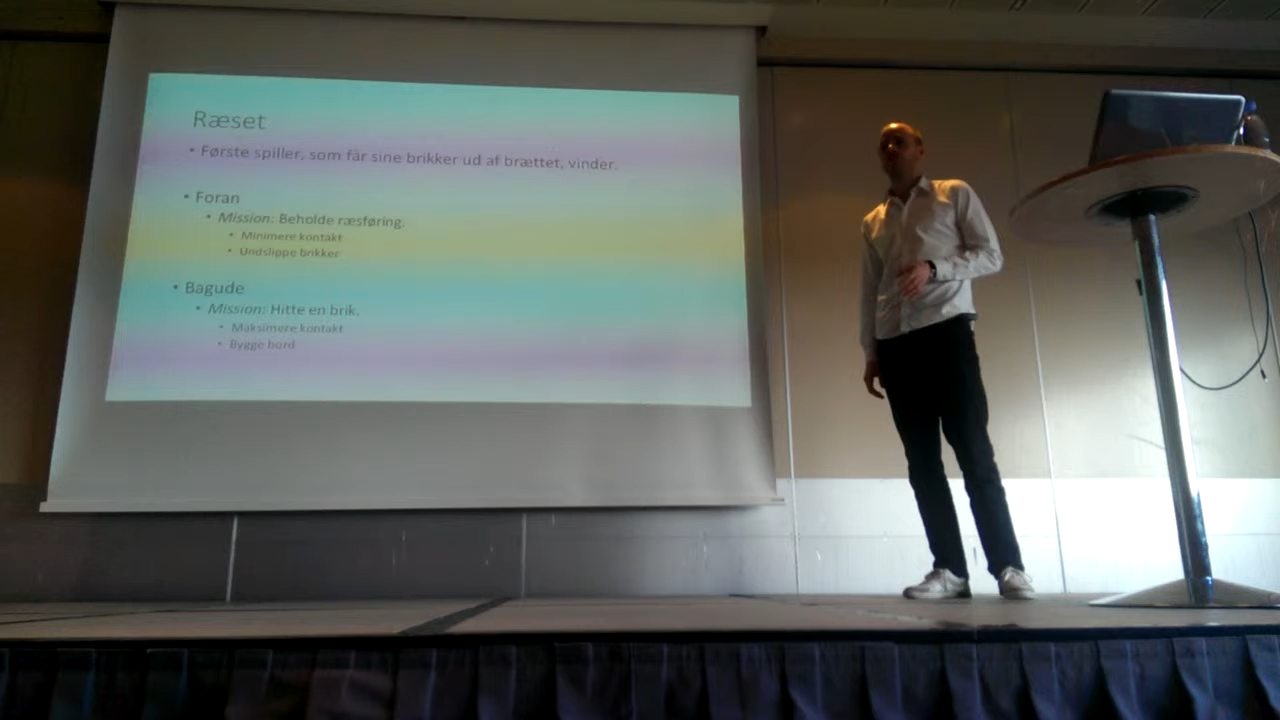 Ræset
• Første spiller, som får sine brikker ud af brættet, vinder.
• Foran
• Mission: Beholde ræsføring.
• Minimere kontakt
• Undslippe brikker
• Bagude
• Mission: Hitte en brik.
• Maksimere kontakt
• Bygge bord